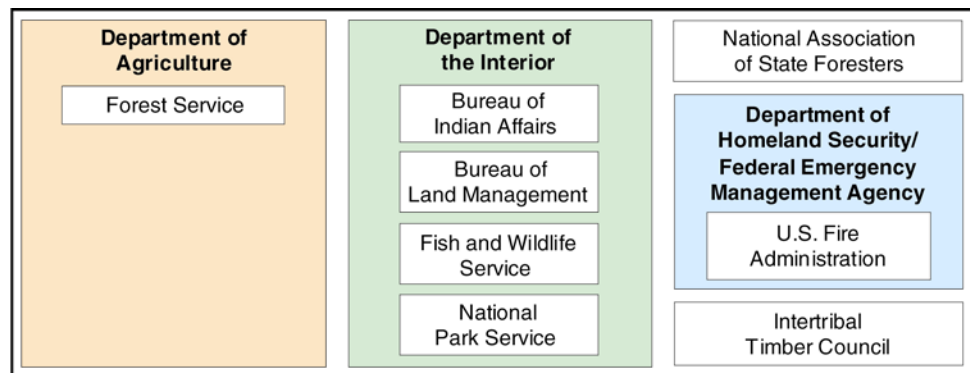 Department of
Agriculture
Forest Service
Department of
the Interior
Bureau of
Indian Affairs
Bureau of
Land Management
Fish and Wildlife
Service
National
Park Service
National Association
of State Foresters
Department of
Homeland Security/
Federal Emergency
Management Agency
U.S. Fire
Administration
Intertribal
Timber Council